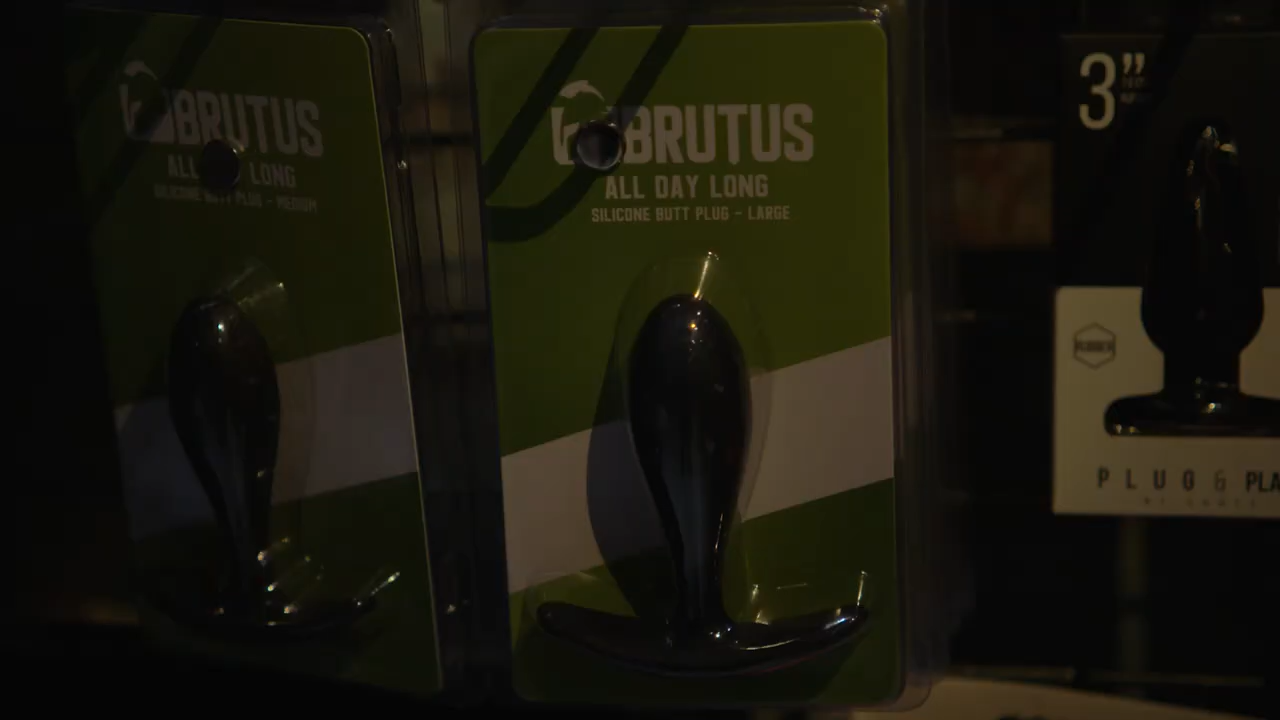 BRUTUS
ALL LONG
SILICONE BUTT PLUG - MEDIUM
BRUTUS
ALL DAY LONG
SILICONE BUTT PLUG - LARGE
3”
PLUG & PLA